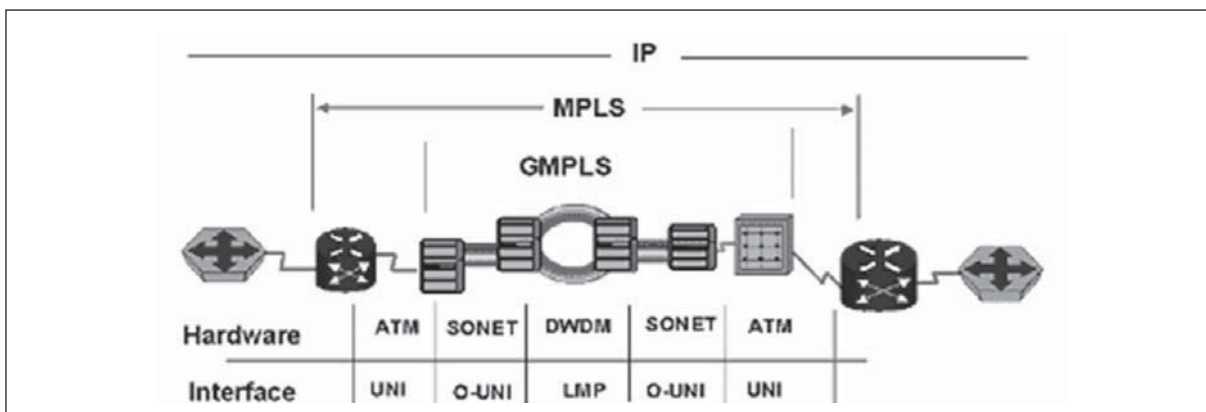 IP
MPLS
GMPLS
Hardware ATM SONET DWDM SONET ATM
Interface UNI O-UNI LMP O-UNI UNI